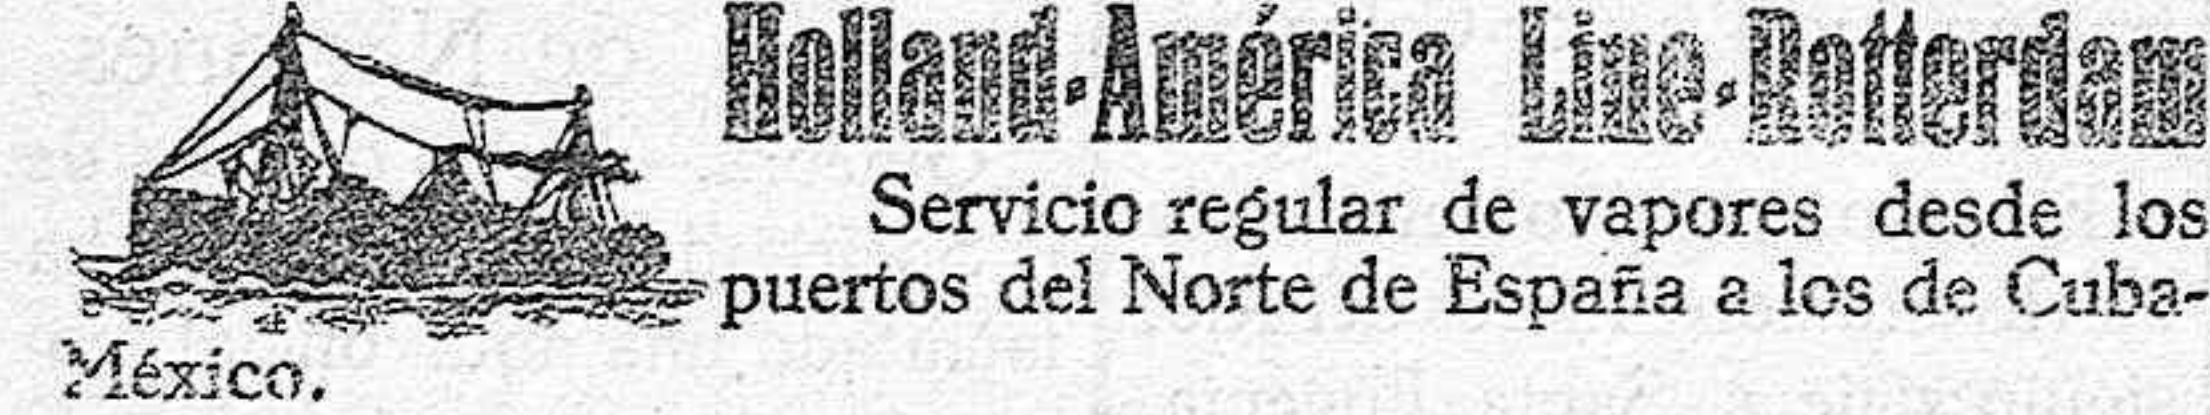 Holland-América Line-Rotterdam
Servicio regular de vapores desde los
puertos del Norte de España a los de Cuba-
México.